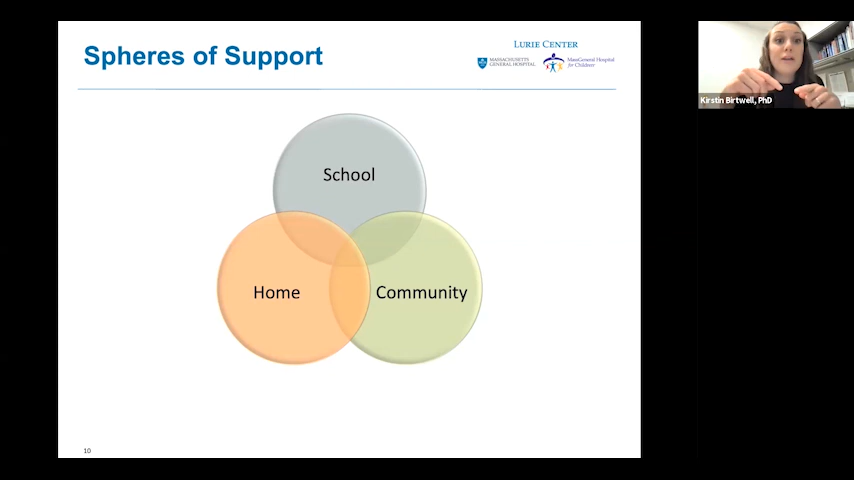 Spheres of Support
LURIE CENTER
MASSACHUSETTS
GENERAL HOSPITAL
MassGeneral Hospital
for Children
Kirstin Birtwell, PhD
School
Home
Community
10